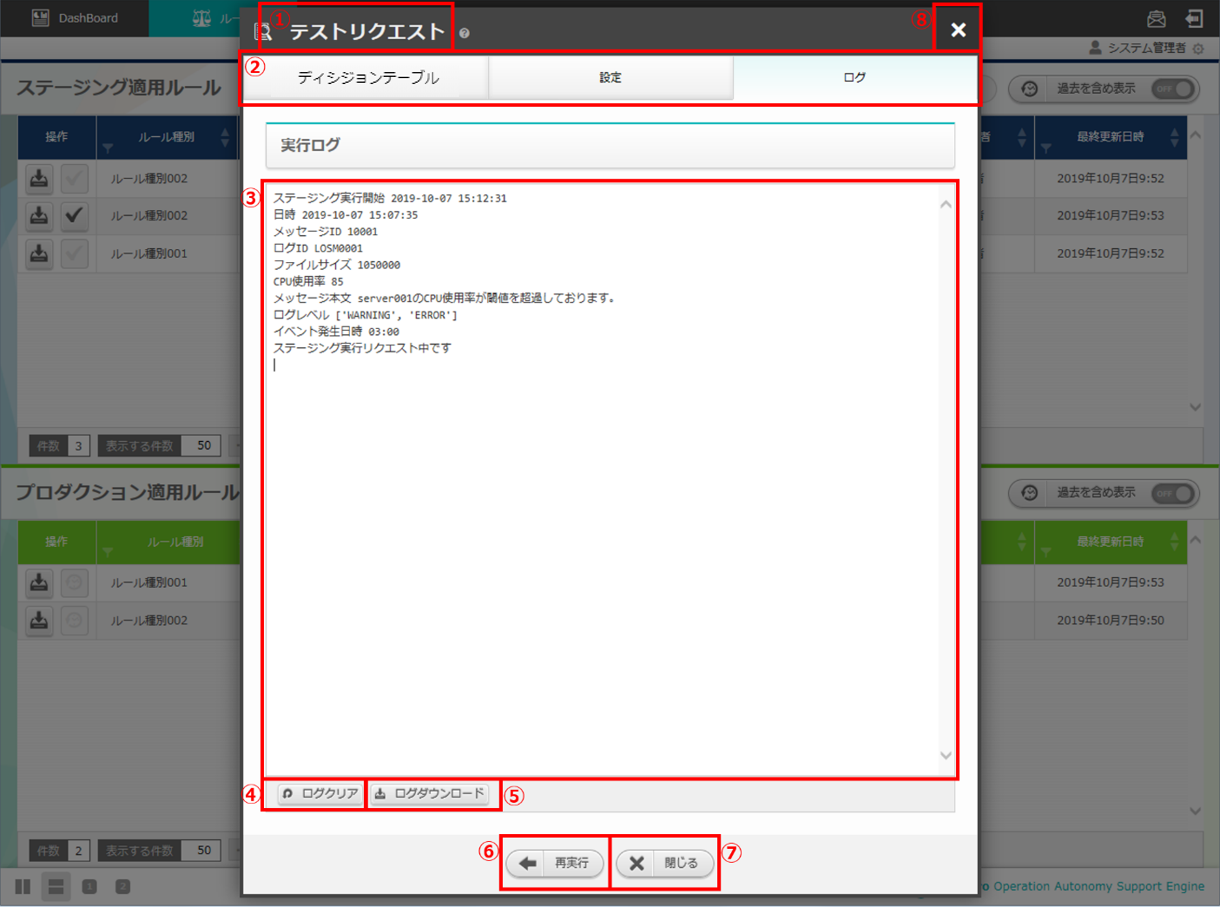 DashBoard
ル
システム管理者
① テストリクエスト ?
⑧
② ディシジョンテーブル 設定 ログ
ステージング適用ルール
過去を含め表示 OFF
操作 ルール種別 者 最終更新日時
ルール種別002 2019年10月7日9:52
ルール種別002 2019年10月7日9:53
ルール種別001 2019年10月7日9:52
件数 3 表示する件数 50
プロダクション適用ルール
過去を含め表示 OFF
操作 ルール種別 最終更新日時
ルール種別001 2019年10月7日9:53
ルール種別002 2019年10月7日9:50
件数 2 表示する件数 50
1 2
実行ログ
③
ステージング実行開始 2019-10-07 15:12:31
日時 2019-10-07 15:07:35
メッセージID 10001
ログID LOSM0001
ファイルサイズ 1050000
CPU使用率 85
メッセージ本文 server001のCPU使用率が閾値を超過しております。
ログレベル ['WARNING', 'ERROR']
イベント発生日時 03:00
ステージング実行リクエスト中です
④ ログクリア ログダウンロード ⑤
⑥ 再実行 閉じる ⑦
o Operation Autonomy Support Engine